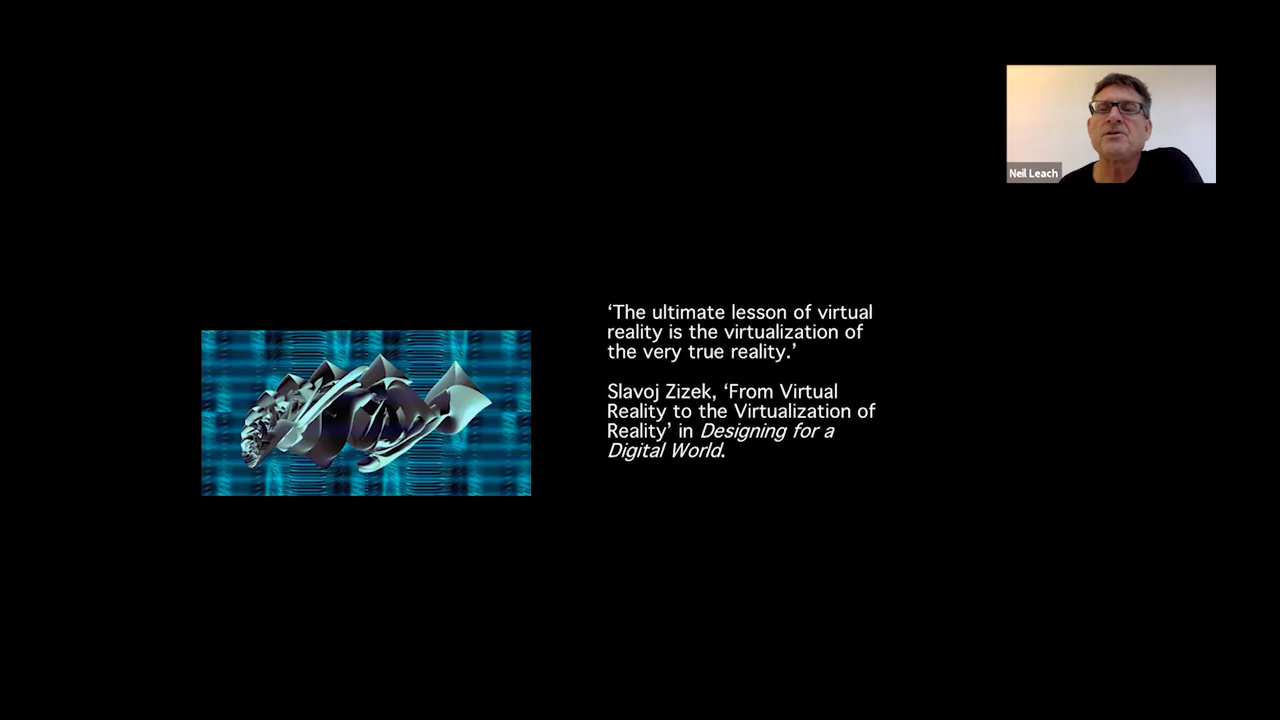 Neil Leach
‘The ultimate lesson of virtual
reality is the virtualization of
the very true reality.’
Slavoj Zizek, ‘From Virtual
Reality to the Virtualization of
Reality’ in Designing for a
Digital World.